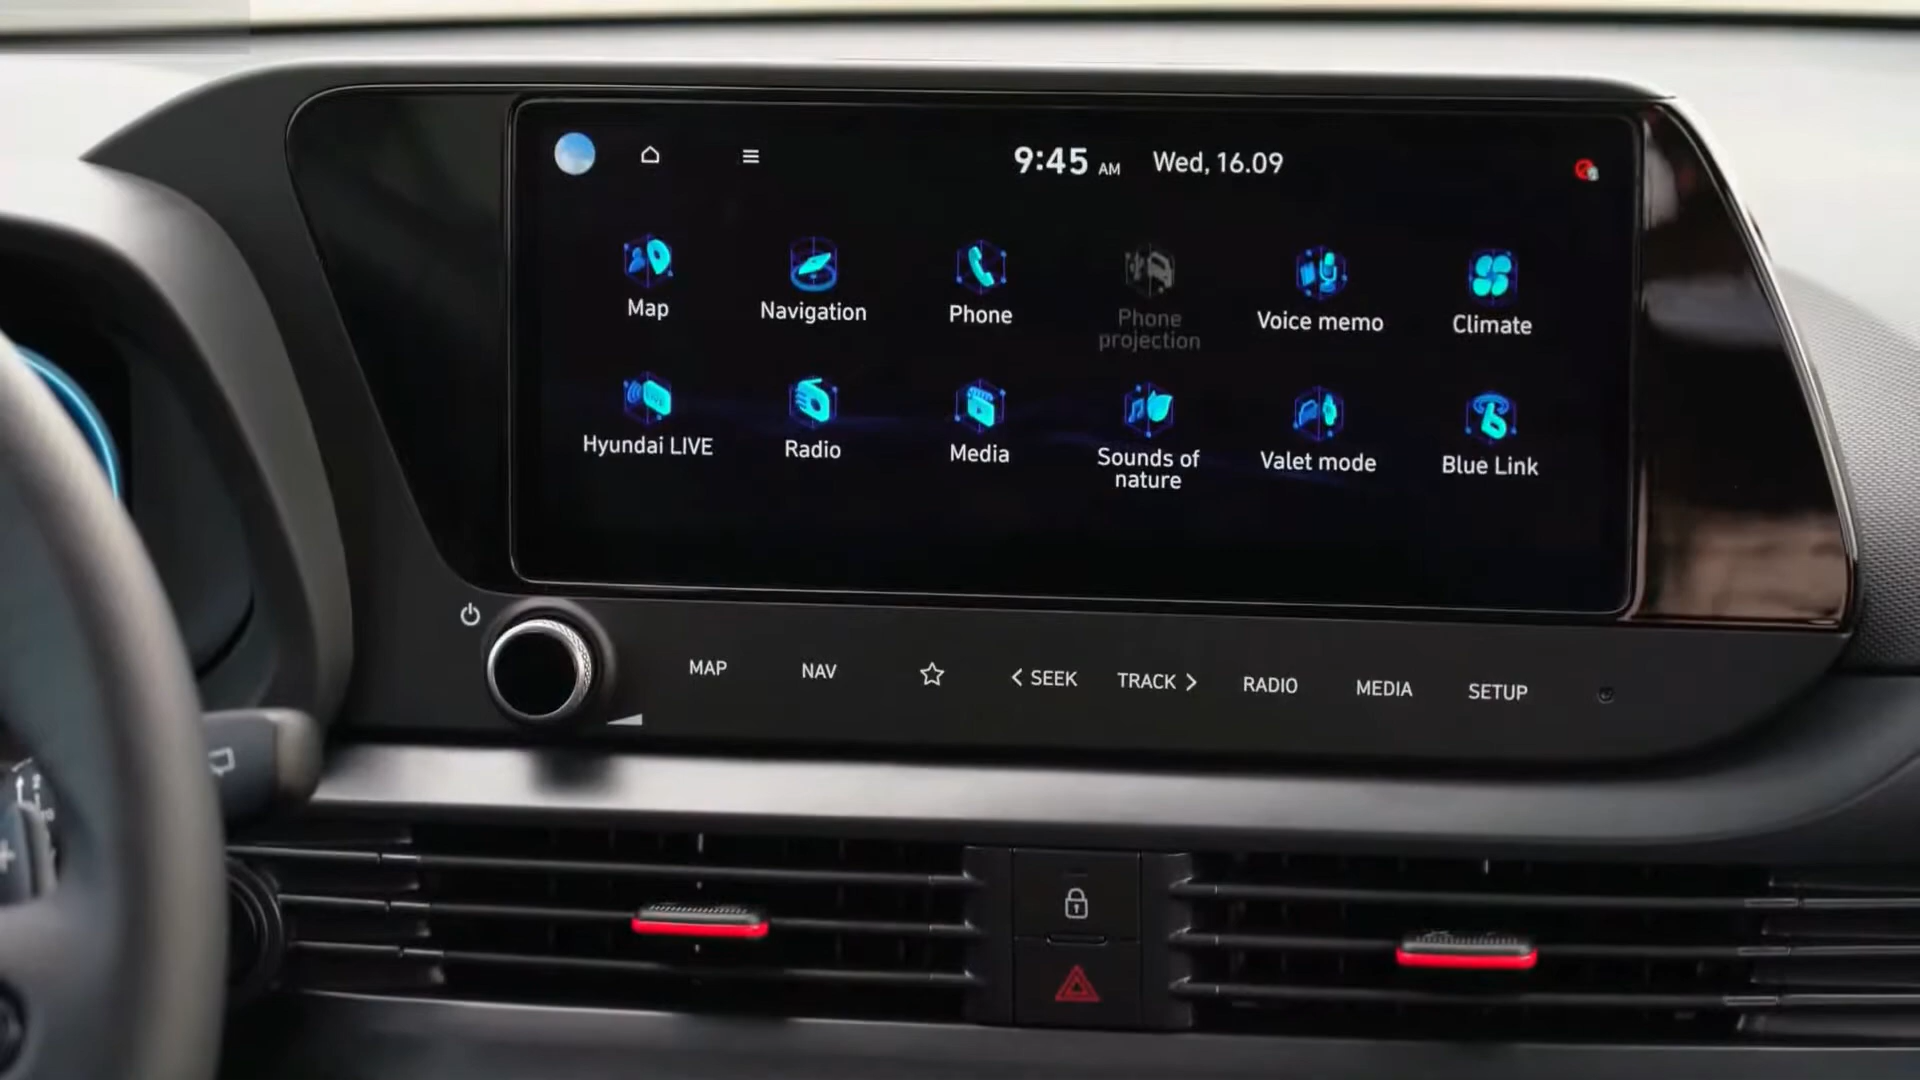 9:45 AM Wed, 16.09
Map
Navigation
Phone
Phone
projection
Voice memo
Climate
Hyundai LIVE
Radio
Media
Sounds of
nature
Valet mode
Blue Link
MAP
NAV
< SEEK
TRACK >
RADIO
MEDIA
SETUP